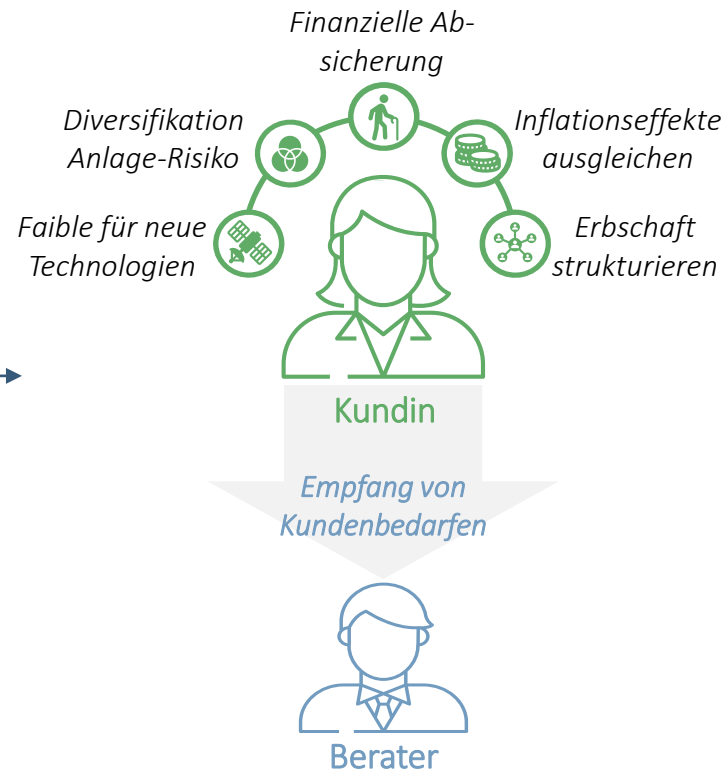 Finanzielle Ab-
sicherung
Diversifikation
Anlage-Risiko
Inflationseffekte
ausgleichen
Faible für neue
Technologien
Erbschaft
strukturieren
Kundin
Empfang von
Kundenbedarfen
Berater